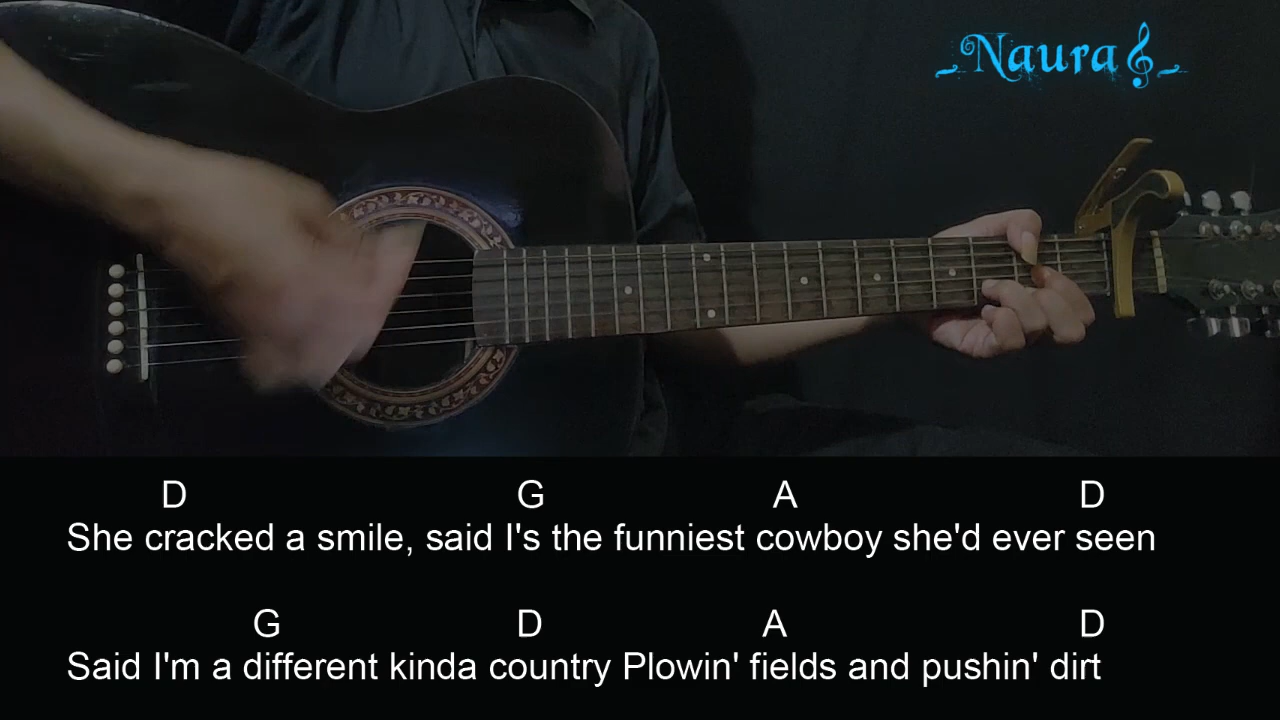 Naura
D G A D
She cracked a smile, said I's the funniest cowboy she'd ever seen
G D A D
Said I'm a different kinda country Plowin' fields and pushin' dirt